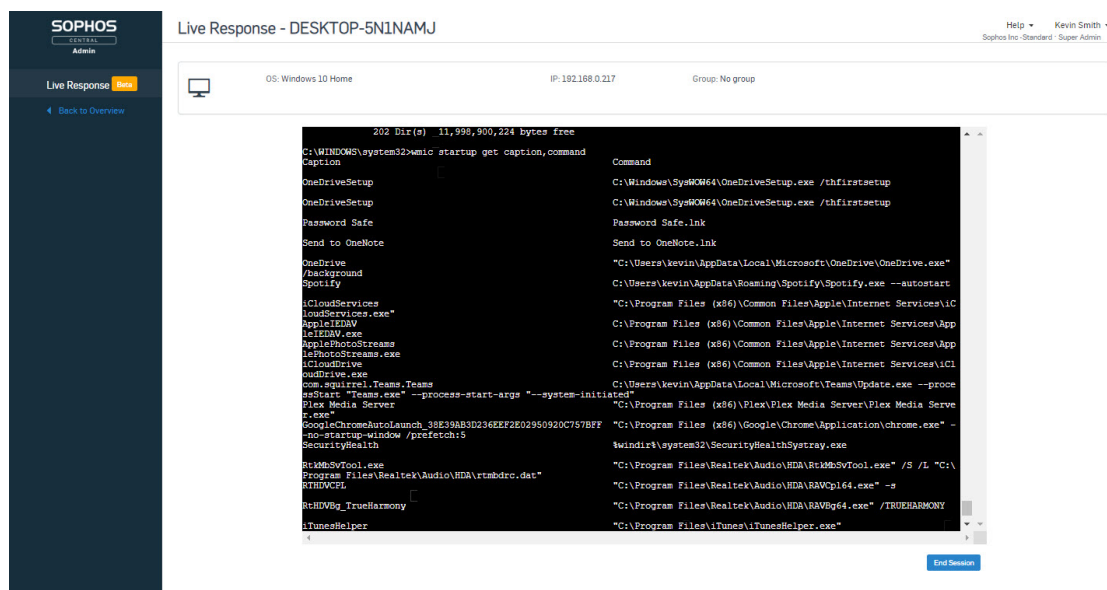 SOPHOS
CENTRAL
Admin
Live Response Beta
Back to Overview
Live Response - DESKTOP-5N1NAMJ
Help Kevin Smith
Sophos Inc-Standard · Super Admin
OS: Windows 10 Home IP: 192.168.0.217 Group: No group
202 Dir(s) 11,998,900,224 bytes free
C:\WINDOWS\system32>wmic startup get caption,command
Caption Command
OneDriveSetup C:\Windows\SysWOW64\OneDriveSetup.exe /thfirstsetup
OneDriveSetup C:\Windows\SysWOW64\OneDriveSetup.exe /thfirstsetup
Password Safe Password Safe.lnk
Send to OneNote Send to OneNote.lnk
OneDrive "C:\Users\kevin\AppData\Local\Microsoft\OneDrive\OneDrive.exe"
/background
Spotify C:\Users\kevin\AppData\Roaming\Spotify\Spotify.exe --autostart
iCloudServices "C:\Program Files (x86)\Common Files\Apple\Internet Services\iC
loudServices.exe"
AppleIEDAV C:\Program Files (x86)\Common Files\Apple\Internet Services\App
leIEDAV.exe
ApplePhotoStreams C:\Program Files (x86)\Common Files\Apple\Internet Services\App
lePhotoStreams.exe
iCloudDrive C:\Program Files (x86)\Common Files\Apple\Internet Services\iCl
oudDrive.exe
com.squirrel.Teams.Teams C:\Users\kevin\AppData\Local\Microsoft\Teams\Update.exe --proce
ssStart "Teams.exe" --process-start-args "--system-initiated"
Plex Media Server "C:\Program Files (x86)\Plex\Plex Media Server\Plex Media Serve
r.exe"
GoogleChromeAutoLaunch_38E39AB3D236EEF2E02950920C757BFF "C:\Program Files (x86)\Google\Chrome\Application\chrome.exe" -
-no-startup-window /prefetch:5
SecurityHealth %windir%\system32\SecurityHealthSystray.exe
RtkMbSvTool.exe "C:\Program Files\Realtek\Audio\HDA\RtkMbSvTool.exe" /S /L "C:\
Program Files\Realtek\Audio\HDA\rtmbdrc.dat"
RTHDVCPL "C:\Program Files\Realtek\Audio\HDA\RAVCpl64.exe" -s
RtHDVBg_TrueHarmony "C:\Program Files\Realtek\Audio\HDA\RAVBg64.exe" /TRUEHARMONY
iTunesHelper "C:\Program Files\iTunes\iTunesHelper.exe"
End Session